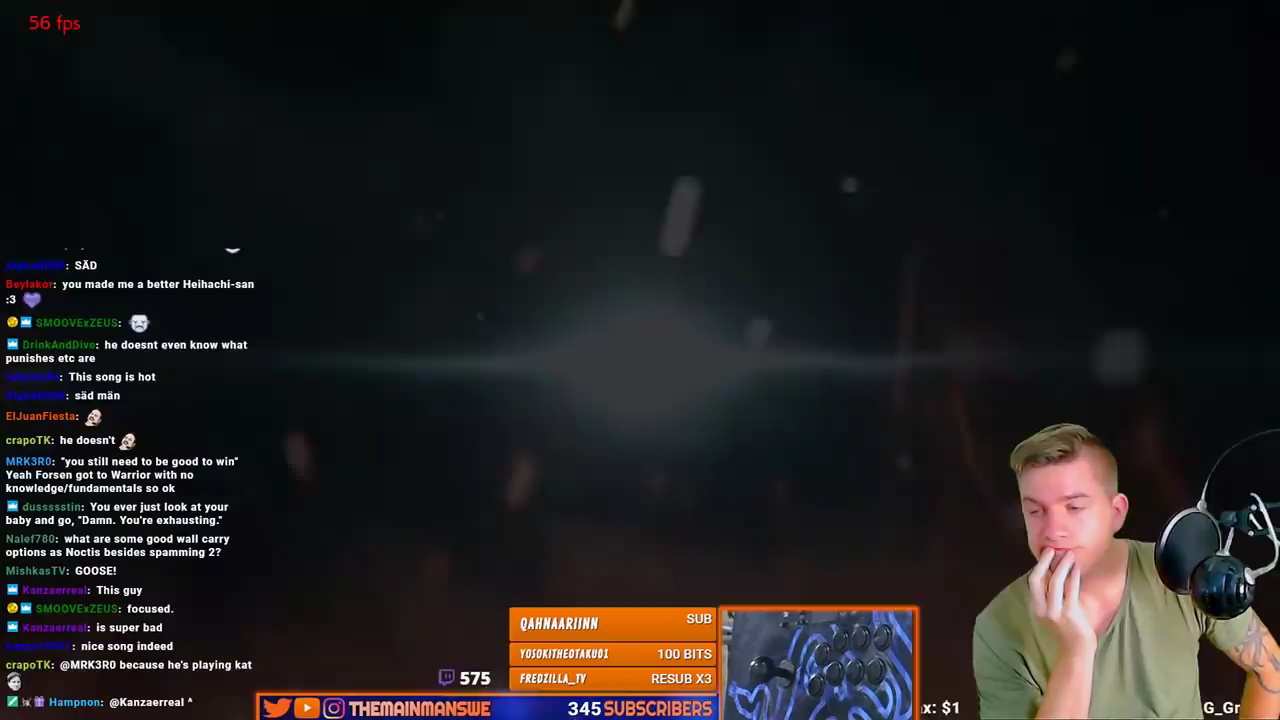 56 fps
: SÄD
Beylakor: you made me a better Heihachi-san
:3
SMOOVExZEUS:
DrinkAndDive: he doesnt even know what
punishes etc are
: This song is hot
: säd män
ElJuanFiesta:
crapoTK: he doesn't
MRK3R0: "you still need to be good to win"
Yeah Forsen got to Warrior with no
knowledge/fundamentals so ok
dussssstin: You ever just look at your
baby and go, "Damn. You're exhausting."
Nalef780: what are some good wall carry
options as Noctis besides spamming 2?
MishkasTV: GOOSE!
Kanzaerreal: This guy
SMOOVExZEUS: focused.
Kanzaerreal: is super bad
: nice song indeed
crapoTK: @MRK3R0 because he's playing kat
Hampnon: @Kanzaerreal ^
QAHNAARIINN SUB
YOSOKITHEOTAKU01 100 BITS
FREDZILLA_TV RESUB X3
575
THEMAINMANSWE 345 SUBSCRIBERS
ax: $1
G_Gr